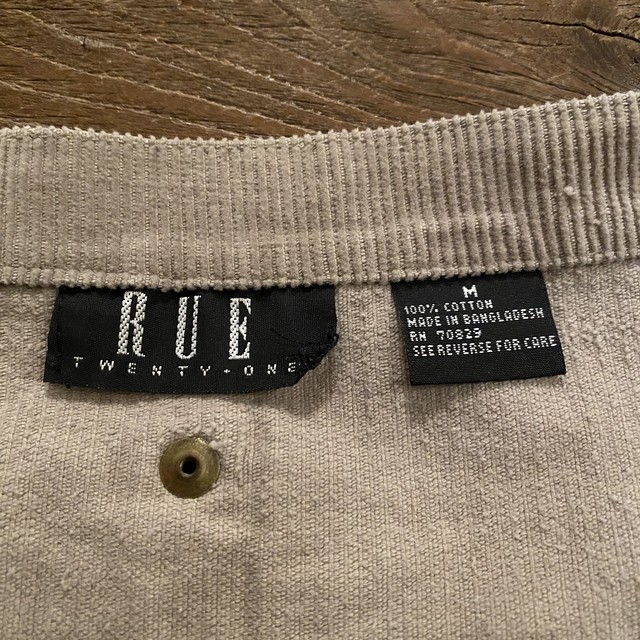 RUE
TWENTY-ONE
M
100% COTTON
MADE IN BANGLADESH
RN 70829
SEE REVERSE FOR CARE